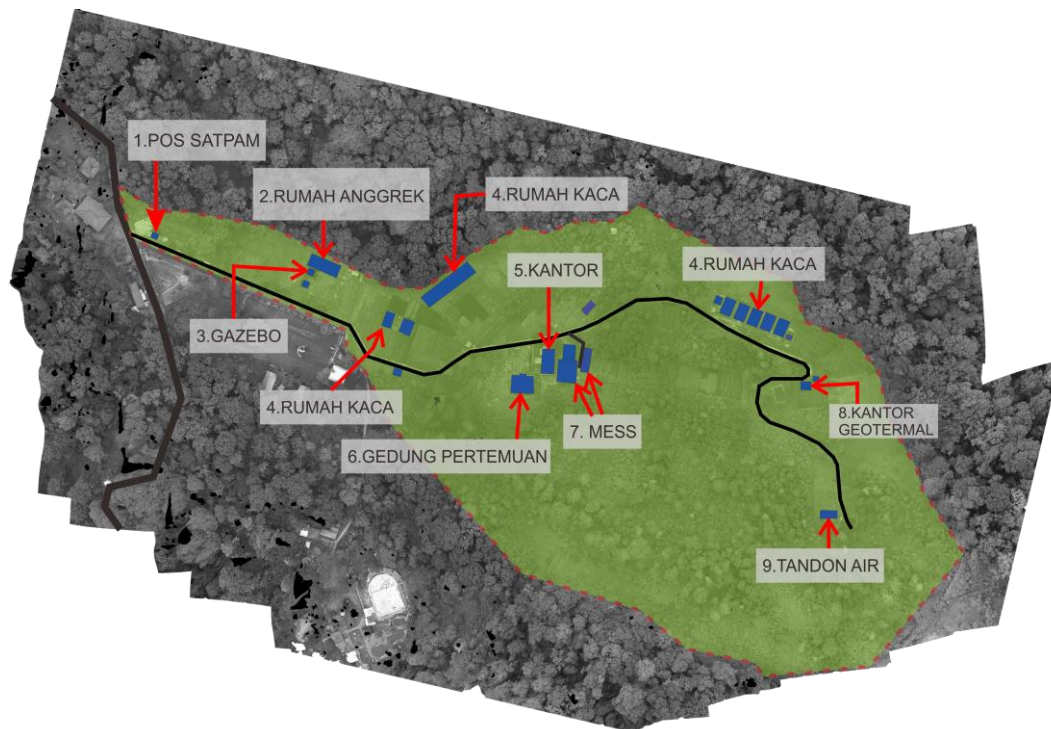 1.POS SATPAM
2.RUMAH ANGGREK
4.RUMAH KACA
5.KANTOR
4.RUMAH KACA
3.GAZEBO
4.RUMAH KACA
6.GEDUNG PERTEMUAN
7. MESS
8.KANTOR
GEOTERMAL
9.TANDON AIR